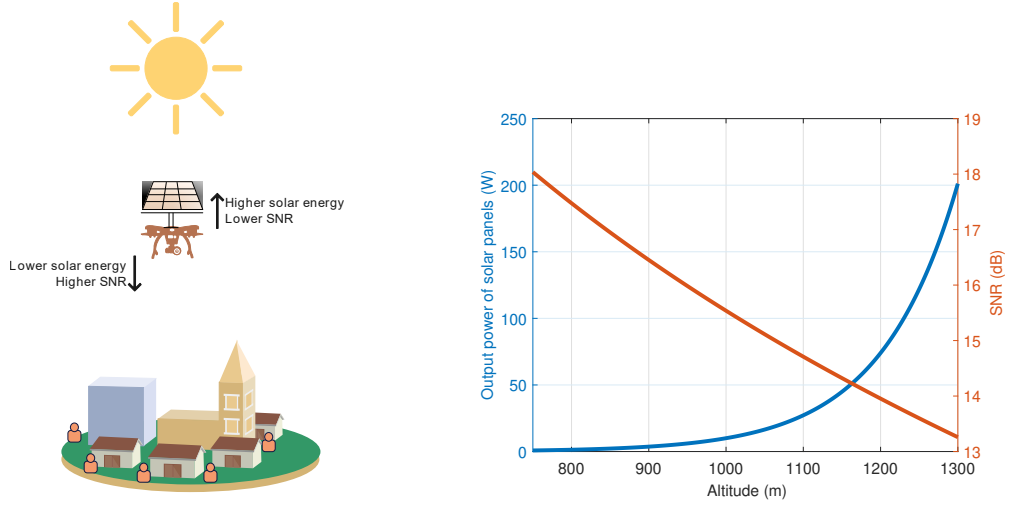 Higher solar energy
Lower SNR
Lower solar energy
Higher SNR
250
200
150
100
50
0
Output power of solar panels (W)
19
18
17
16
15
14
13
SNR (dB)
800 900 1000 1100 1200 1300
Altitude (m)